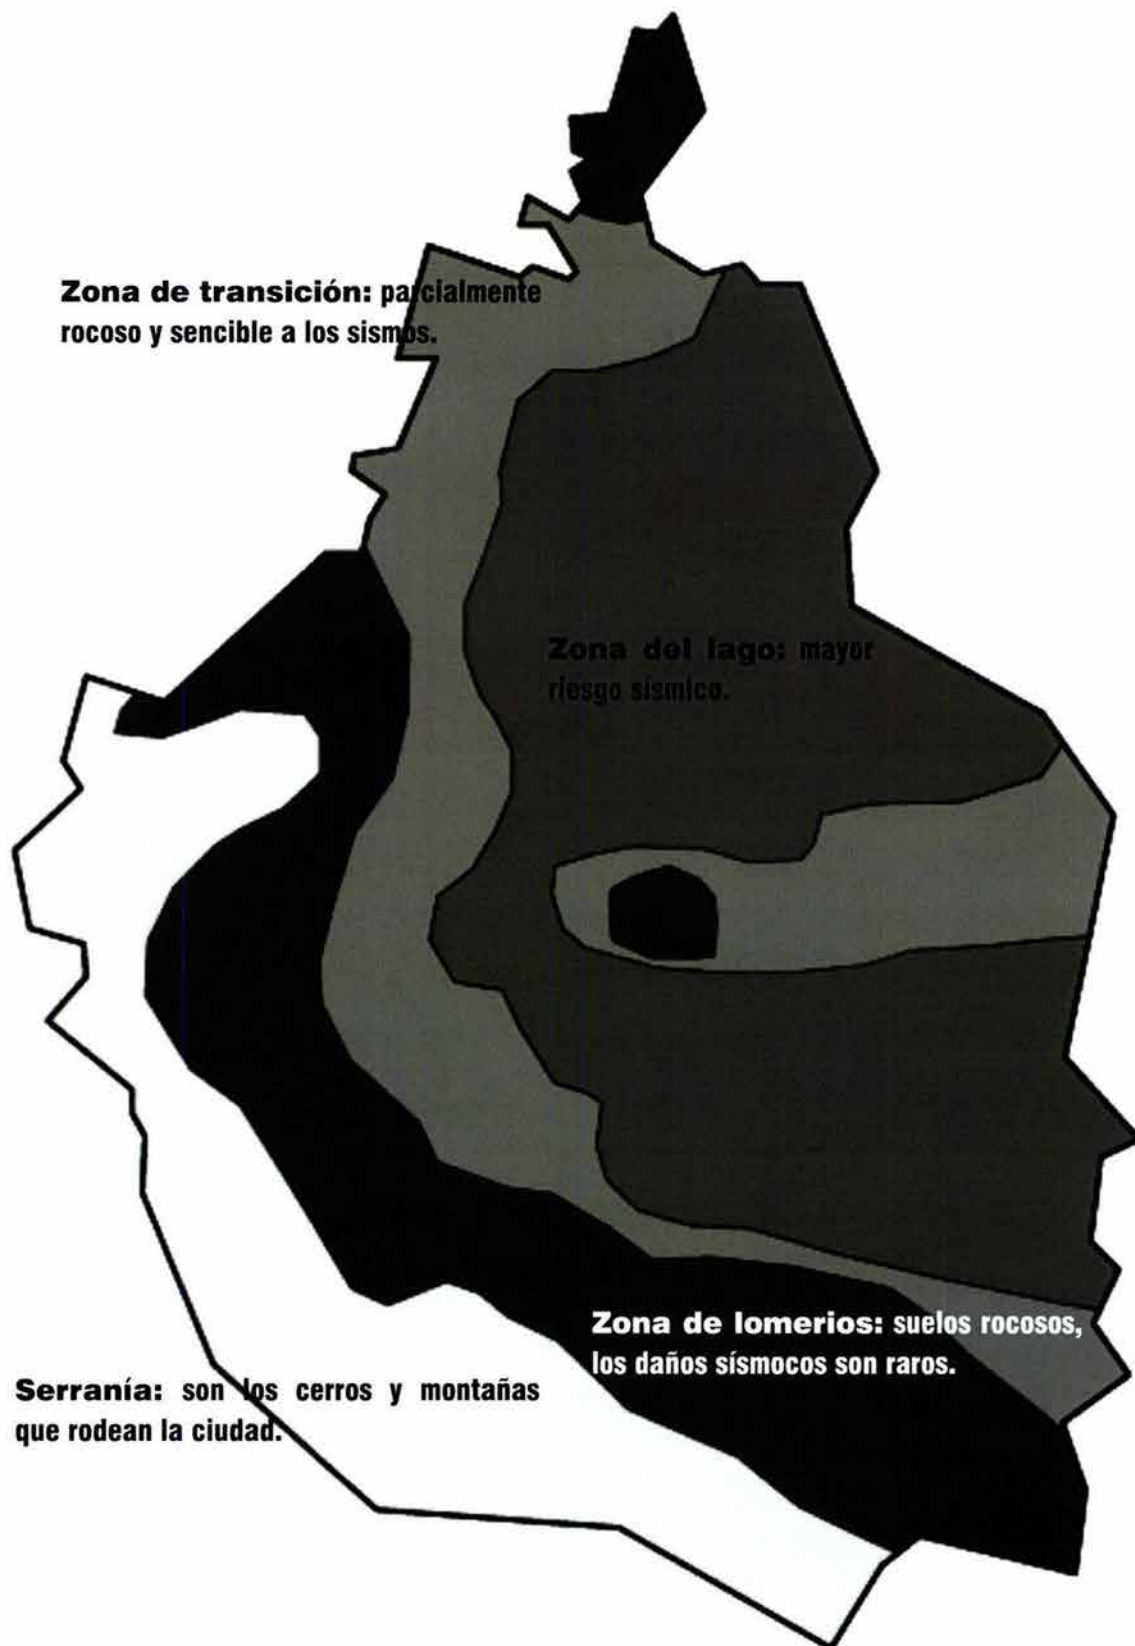 Zona de transición: parcialmente
rocoso y sencible a los sismos.
Zona del lago: mayor
riesgo sísmico.
Zona de lomerios: suelos rocosos,
los daños sísmocos son raros.
Serranía: son los cerros y montañas
que rodean la ciudad.